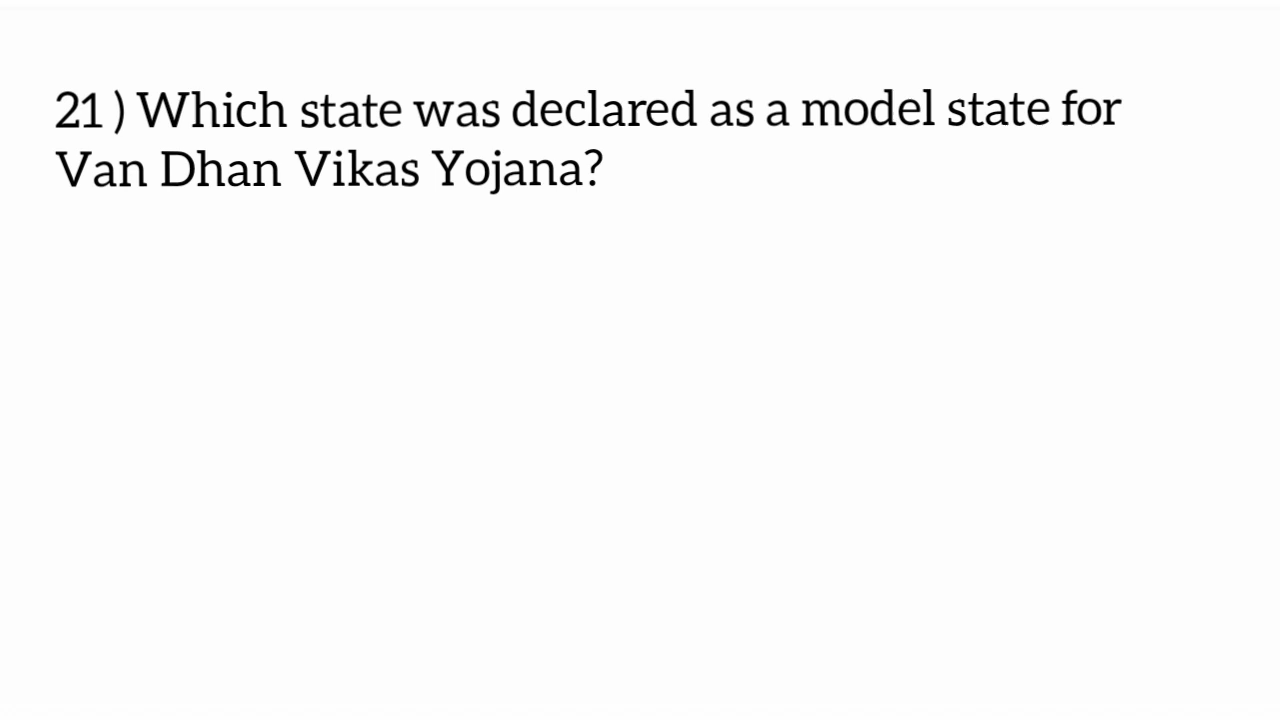 21 ) Which state was declared as a model state for
Van Dhan Vikas Yojana?